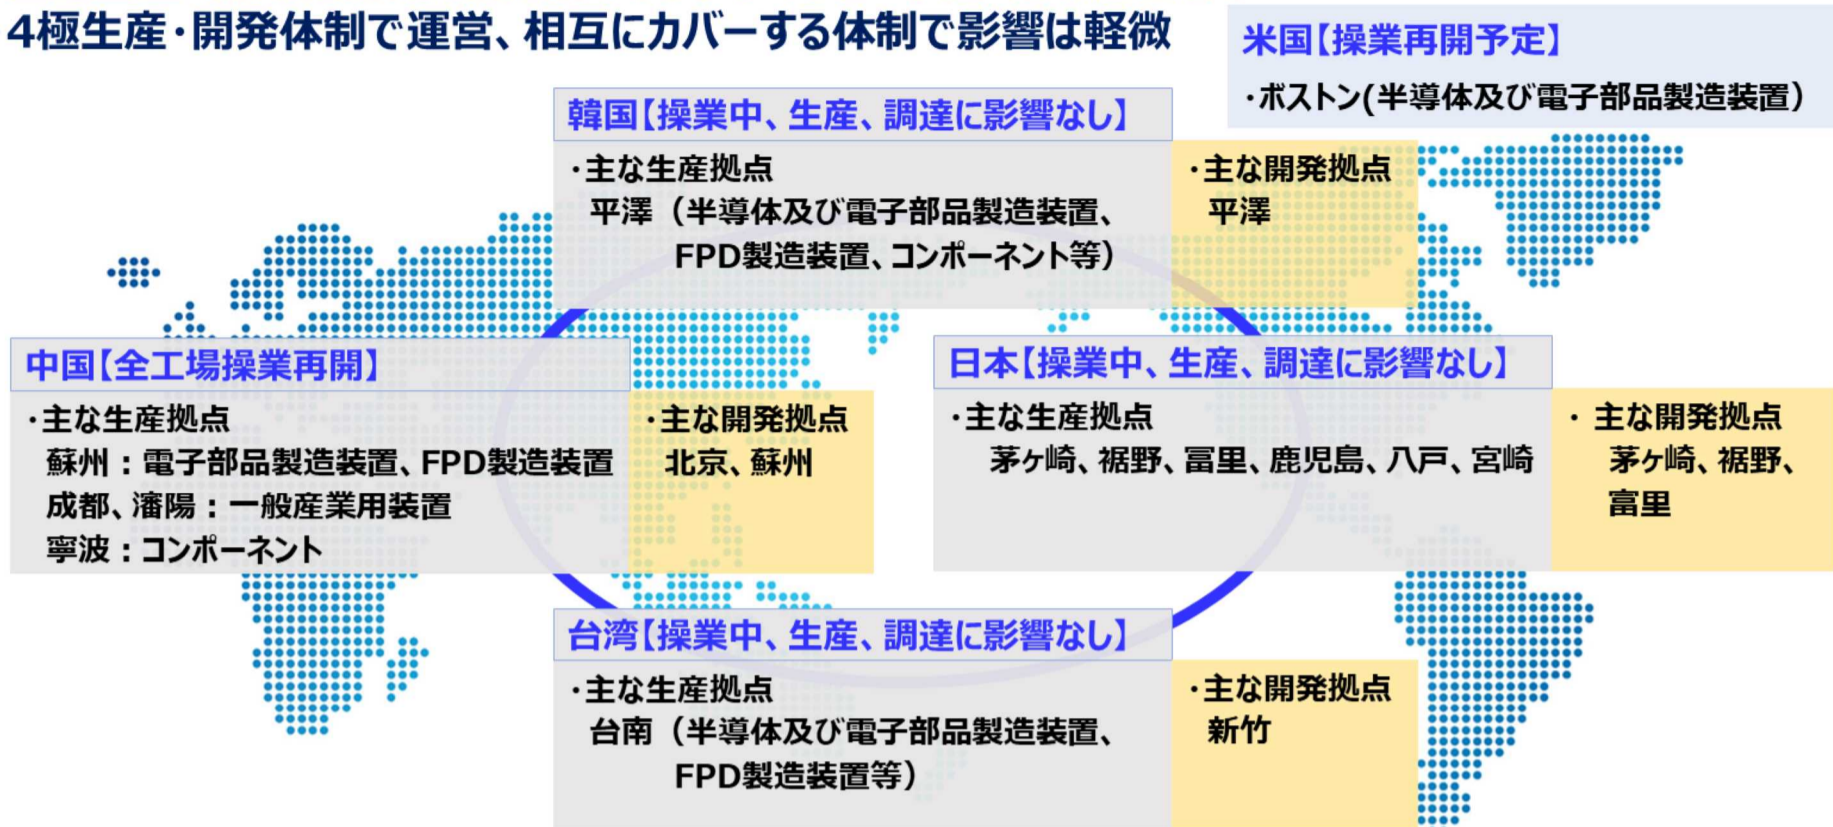 4極生産・開発体制で運営、相互にカバーする体制で影響は軽微
米国【操業再開予定】
・ボストン(半導体及び電子部品製造装置)
韓国【操業中、生産、調達に影響なし】
・主な生産拠点
平澤（半導体及び電子部品製造装置、
FPD製造装置、コンポーネント等）
・主な開発拠点
平澤
中国【全工場操業再開】
・主な生産拠点
蘇州：電子部品製造装置、FPD製造装置
成都、瀋陽：一般産業用装置
寧波：コンポーネント
・主な開発拠点
北京、蘇州
日本【操業中、生産、調達に影響なし】
・主な生産拠点
茅ヶ崎、裾野、冨里、鹿児島、八戸、宮崎
・ 主な開発拠点
茅ヶ崎、裾野、
富里
台湾【操業中、生産、調達に影響なし】
・主な生産拠点
台南（半導体及び電子部品製造装置、
FPD製造装置等）
・主な開発拠点
新竹